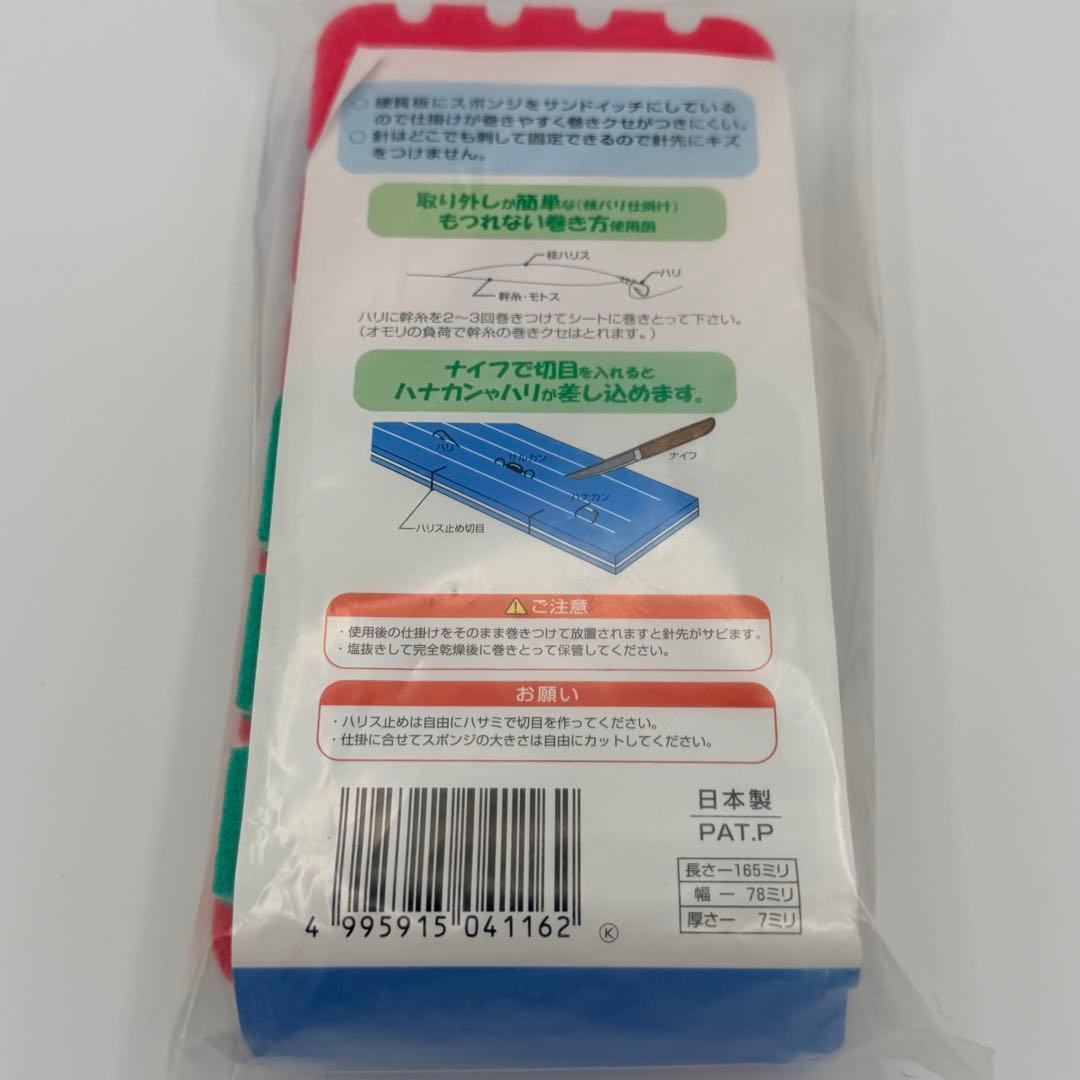 ○ 硬質板にスポンジをサンドイッチにしている
ので仕掛けが巻きやすく巻きクセがつきにくい。
○ 針はどこでも刺して固定できるので針先にキズ
をつけません。
取り外しが簡単な(枝バリ仕掛け)
もつれない巻き方使用図
枝ハリス
ハリ
幹糸・モトス
ハリに幹糸を2〜3回巻きつけてシートに巻きとって下さい。
(オモリの負荷で幹糸の巻きクセはとれます。)
ナイフで切目を入れると
ハナカンやハリが差し込めます。
ハリ
サルカン
ナイフ
ハナカン
ハリス止め切目
⚠ ご注意
・使用後の仕掛けをそのまま巻きつけて放置されますと針先がサビます。
・塩抜きして完全乾燥後に巻きとって保管してください。
お願い
・ハリス止めは自由にハサミで切目を作ってください。
・仕掛に合せてスポンジの大きさは自由にカットしてください。
日本製
PAT.P
長さー165ミリ
幅 ー 78ミリ
厚さー 7ミリ
4 995915 041162 Ⓚ